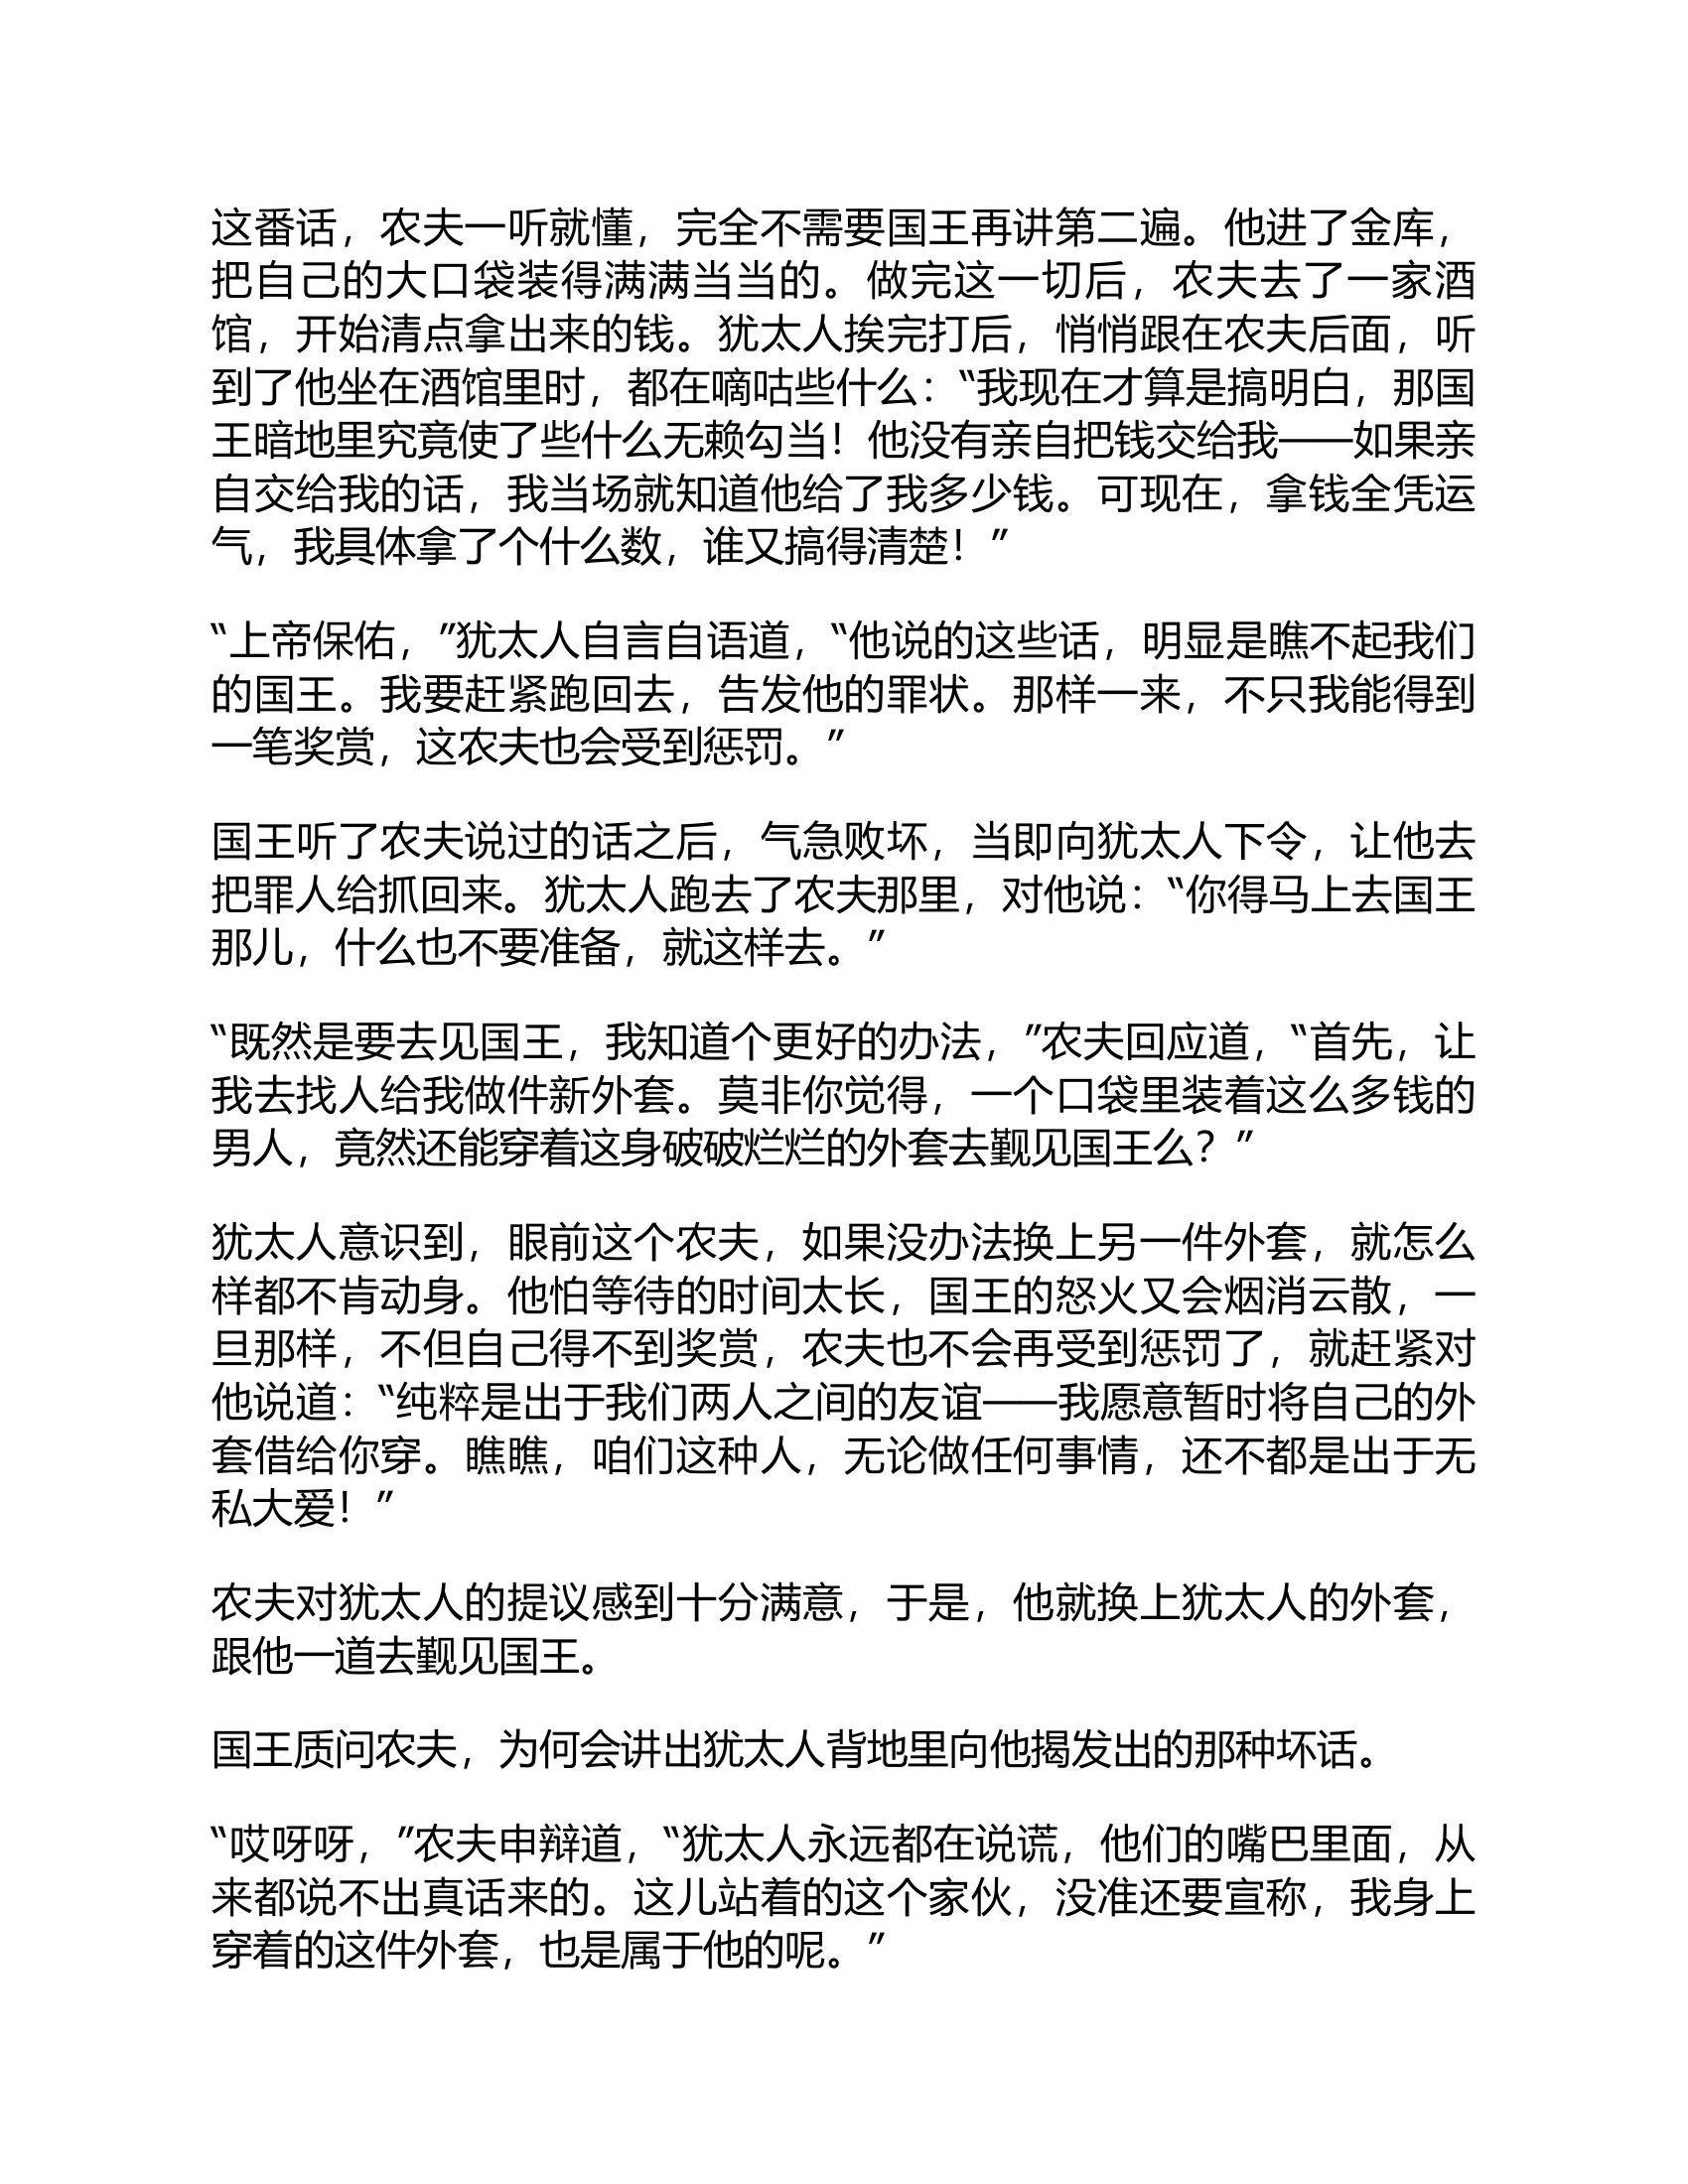 这番话，农夫一听就懂，完全不需要国王再讲第二遍。他进了金库，
把自己的大口袋装得满满当当的。做完这一切后，农夫去了一家酒
馆，开始清点拿出来的钱。犹太人挨完打后，悄悄跟在农夫后面，听
到了他坐在酒馆里时，都在嘀咕些什么：“我现在才算是搞明白，那国
王暗地里究竟使了些什么无赖勾当！他没有亲自把钱交给我——如果亲
自交给我的话，我当场就知道他给了我多少钱。可现在，拿钱全凭运
气，我具体拿了个什么数，谁又搞得清楚！”
“上帝保佑，”犹太人自言自语道，“他说的这些话，明显是瞧不起我们
的国王。我要赶紧跑回去，告发他的罪状。那样一来，不只我能得到
一笔奖赏，这农夫也会受到惩罚。”
国王听了农夫说过的话之后，气急败坏，当即向犹太人下令，让他去
把罪人给抓回来。犹太人跑去了农夫那里，对他说：“你得马上去国王
那儿，什么也不要准备，就这样去。”
“既然是要去见国王，我知道个更好的办法，”农夫回应道，“首先，让
我去找人给我做件新外套。莫非你觉得，一个口袋里装着这么多钱的
男人，竟然还能穿着这身破破烂烂的外套去觐见国王么？”
犹太人意识到，眼前这个农夫，如果没办法换上另一件外套，就怎么
样都不肯动身。他怕等待的时间太长，国王的怒火又会烟消云散，一
旦那样，不但自己得不到奖赏，农夫也不会再受到惩罚了，就赶紧对
他说道：“纯粹是出于我们两人之间的友谊——我愿意暂时将自己的外
套借给你穿。瞧瞧，咱们这种人，无论做任何事情，还不都是出于无
私大爱！”
农夫对犹太人的提议感到十分满意，于是，他就换上犹太人的外套，
跟他一道去觐见国王。
国王质问农夫，为何会讲出犹太人背地里向他揭发出的那种坏话。
“哎呀呀，”农夫申辩道，“犹太人永远都在说谎，他们的嘴巴里面，从
来都说不出真话来的。这儿站着的这个家伙，没准还要宣称，我身上
穿着的这件外套，也是属于他的呢。”